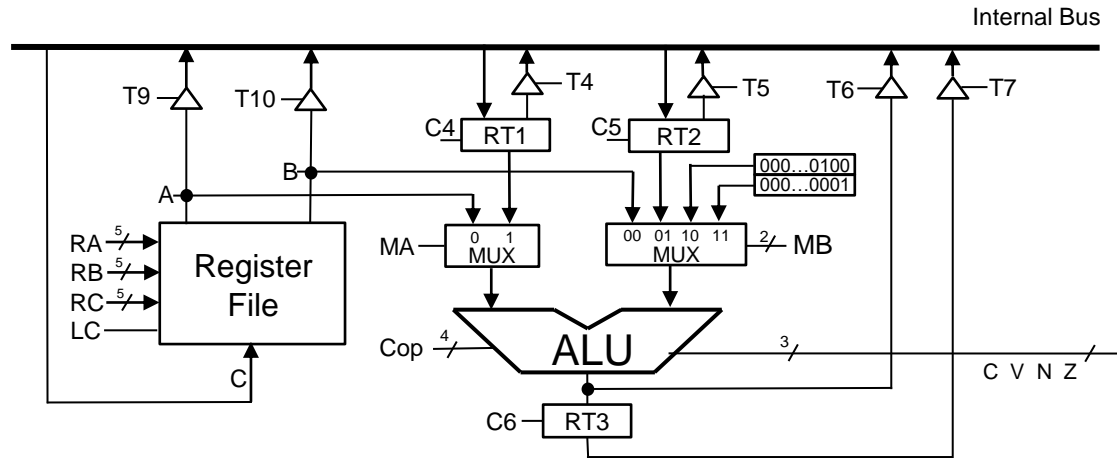 Internal Bus
T9
T10
T4
T5
T6
T7
C4
RT1
C5
RT2
000...0100
000...0001
B
A
RA 5
RB 5
RC 5
LC
Register
File
MA
0 1
MUX
00 01 10 11
MUX
2
MB
Cop 4
ALU
3
C V N Z
C
C6
RT3